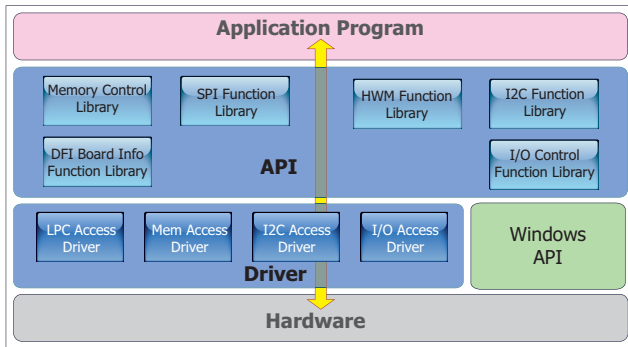 Application Program
Memory Control
Library
SPI Function
Library
HWM Function
Library
I2C Function
Library
DFI Board Info
Function Library
API
I/O Control
Function Library
LPC Access
Driver
Mem Access
Driver
I2C Access
Driver
I/O Access
Driver
Driver
Windows
API
Hardware